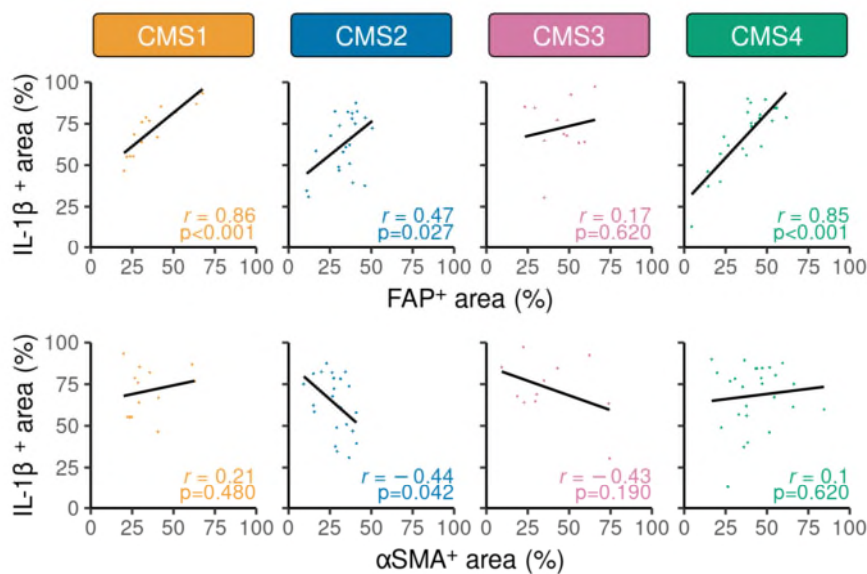 CMS1 CMS2 CMS3 CMS4
IL-1β + area (%)
100
75
50
25
0
r = 0.86
p<0.001
r = 0.47
p=0.027
r = 0.17
p=0.620
r = 0.85
p<0.001
0 25 50 75 100 0 25 50 75 100 0 25 50 75 100 0 25 50 75 100
FAP+ area (%)
IL-1β + area (%)
100
75
50
25
0
r = 0.21
p=0.480
r = −0.44
p=0.042
r = −0.43
p=0.190
r = 0.1
p=0.620
0 25 50 75 100 0 25 50 75 100 0 25 50 75 100 0 25 50 75 100
αSMA+ area (%)